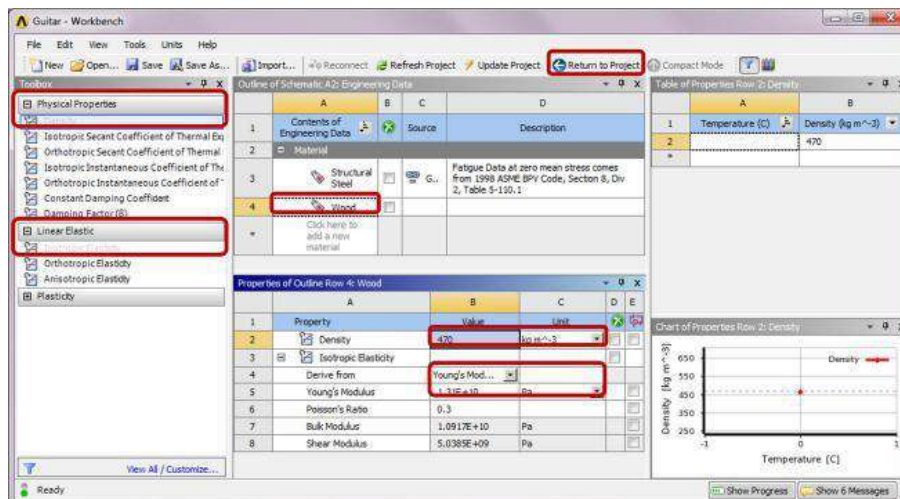 Guitar - Workbench
File Edit View Tools Units Help
New Open... Save Save As... Import... Reconnect Refresh Project Update Project Return to Project Compact Mode
Toolbox
Physical Properties
Density
Isotropic Secant Coefficient of Thermal Exp
Orthotropic Secant Coefficient of Thermal
Isotropic Instantaneous Coefficient of The
Orthotropic Instantaneous Coefficient of
Constant Damping Coefficient
Damping Factor (β)
Linear Elastic
Isotropic Elasticity
Orthotropic Elasticity
Anisotropic Elasticity
Plasticity
View All / Customize...
Outline of Schematic A2: Engineering Data
A B C D
1 Contents of Engineering Data Source Description
2 Material
3 Structural Steel G.. Fatigue Data at zero mean stress comes
from 1998 ASME BPV Code, Section 8, Div
2, Table 5-110.1
4 Wood
* Click here to
add a new
material
Properties of Outline Row 4: Wood
A B C D E
1 Property Value Unit
2 Density 470 kg m^-3
3 Isotropic Elasticity
4 Derive from Young's Mod...
5 Young's Modulus 1.31E+10 Pa
6 Poisson's Ratio 0.3
7 Bulk Modulus 1.0917E+10 Pa
8 Shear Modulus 5.0385E+09 Pa
Table of Properties Row 2: Density
A B
1 Temperature (C) Density (kg m^-3)
2 470
*
Chart of Properties Row 2: Density
Density [kg m^-3]
650
550
450
350
250
Density
-1 0 1
Temperature [C]
Ready
Show Progress Show 6 Messages